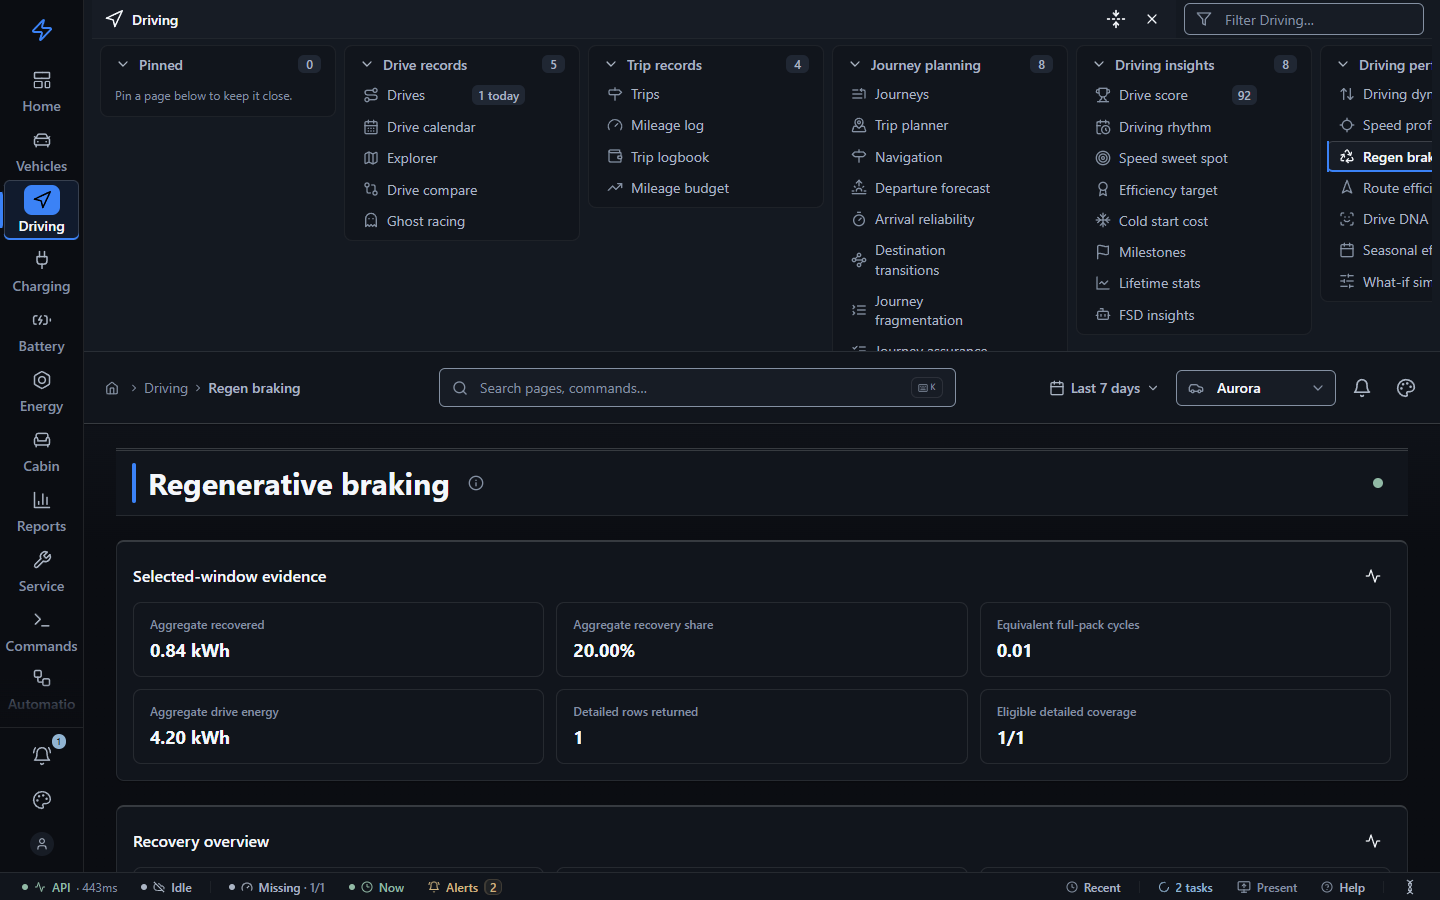 Driving
Filter Driving...
Home
Vehicles
Driving
Charging
Battery
Energy
Cabin
Reports
Service
Commands
Automatio
1
Pinned 0
Pin a page below to keep it close.
Drive records 5
Drives 1 today
Drive calendar
Explorer
Drive compare
Ghost racing
Trip records 4
Trips
Mileage log
Trip logbook
Mileage budget
Journey planning 8
Journeys
Trip planner
Navigation
Departure forecast
Arrival reliability
Destination
transitions
Journey
fragmentation
Journey assurance
Driving insights 8
Drive score 92
Driving rhythm
Speed sweet spot
Efficiency target
Cold start cost
Milestones
Lifetime stats
FSD insights
Driving per
Driving dyn
Speed prof
Regen brak
Route effici
Drive DNA
Seasonal ef
What-if sim
Driving > Regen braking
Search pages, commands...
K
Last 7 days
Aurora
Regenerative braking
Selected-window evidence
Aggregate recovered
0.84 kWh
Aggregate recovery share
20.00%
Equivalent full-pack cycles
0.01
Aggregate drive energy
4.20 kWh
Detailed rows returned
1
Eligible detailed coverage
1/1
Recovery overview
API · 443ms
Idle
Missing · 1/1
Now
Alerts 2
Recent
2 tasks
Present
Help